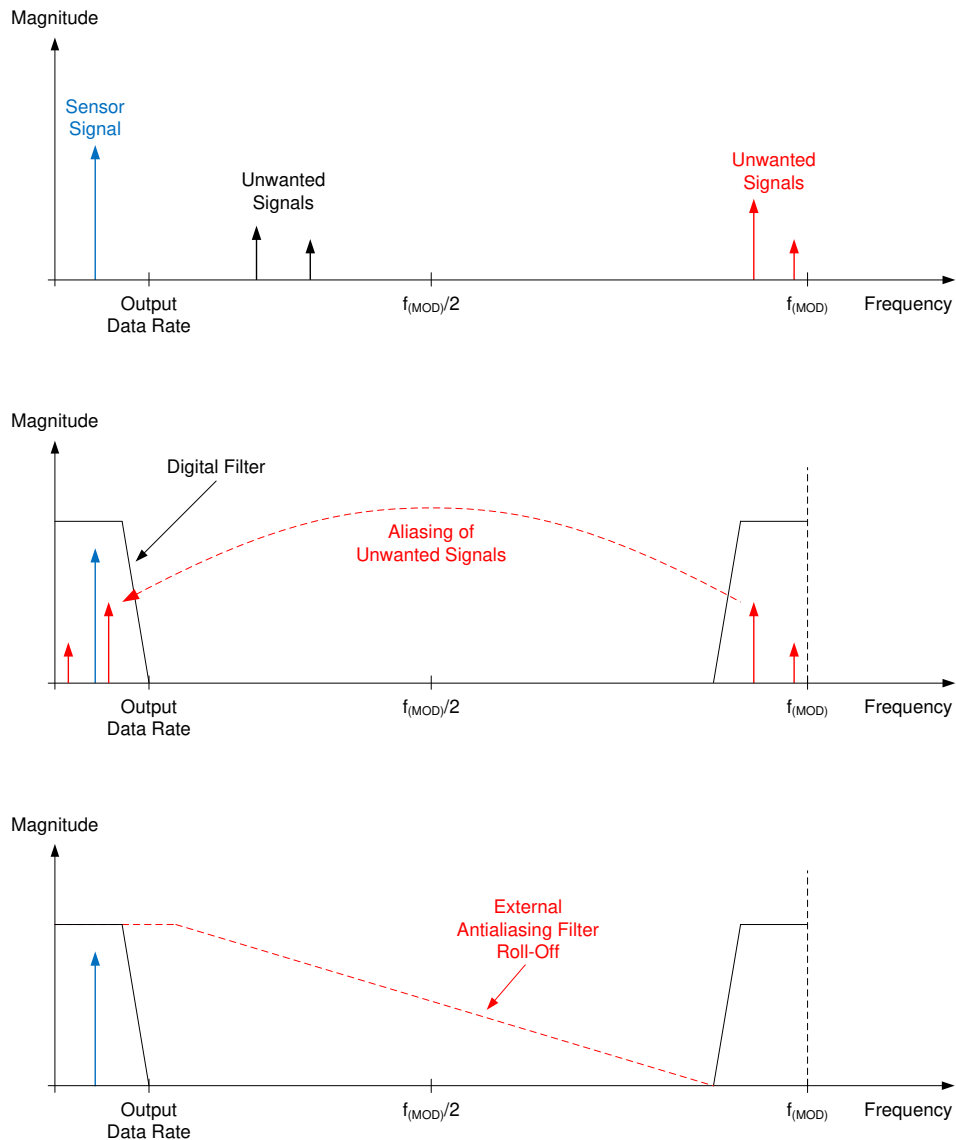 Magnitude
Sensor
Signal
Unwanted
Signals
Unwanted
Signals
Output
Data Rate
f(MOD)/2
f(MOD)
Frequency
Magnitude
Digital Filter
Aliasing of
Unwanted Signals
Output
Data Rate
f(MOD)/2
f(MOD)
Frequency
Magnitude
External
Antialiasing Filter
Roll-Off
Output
Data Rate
f(MOD)/2
f(MOD)
Frequency